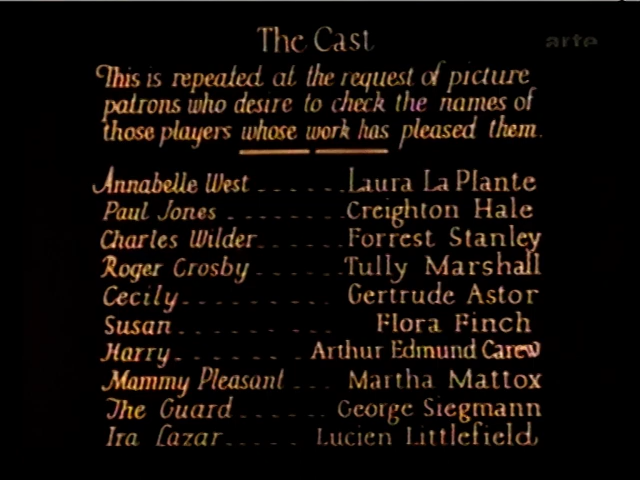 The Cast
arte
This is repeated at the request of picture
patrons who desire to check the names of
those players whose work has pleased them.
Annabelle West ...... Laura La Plante
Paul Jones ....... Creighton Hale
Charles Wilder ...... Forrest Stanley
Roger Crosby ...... Tully Marshall
Cecily ......... Gertrude Astor
Susan ......... Flora Finch
Harry ........ Arthur Edmund Carew
Mammy Pleasant ... Martha Mattox
The Guard ...... George Siegmann
Ira Lazar ..... Lucien Littlefield